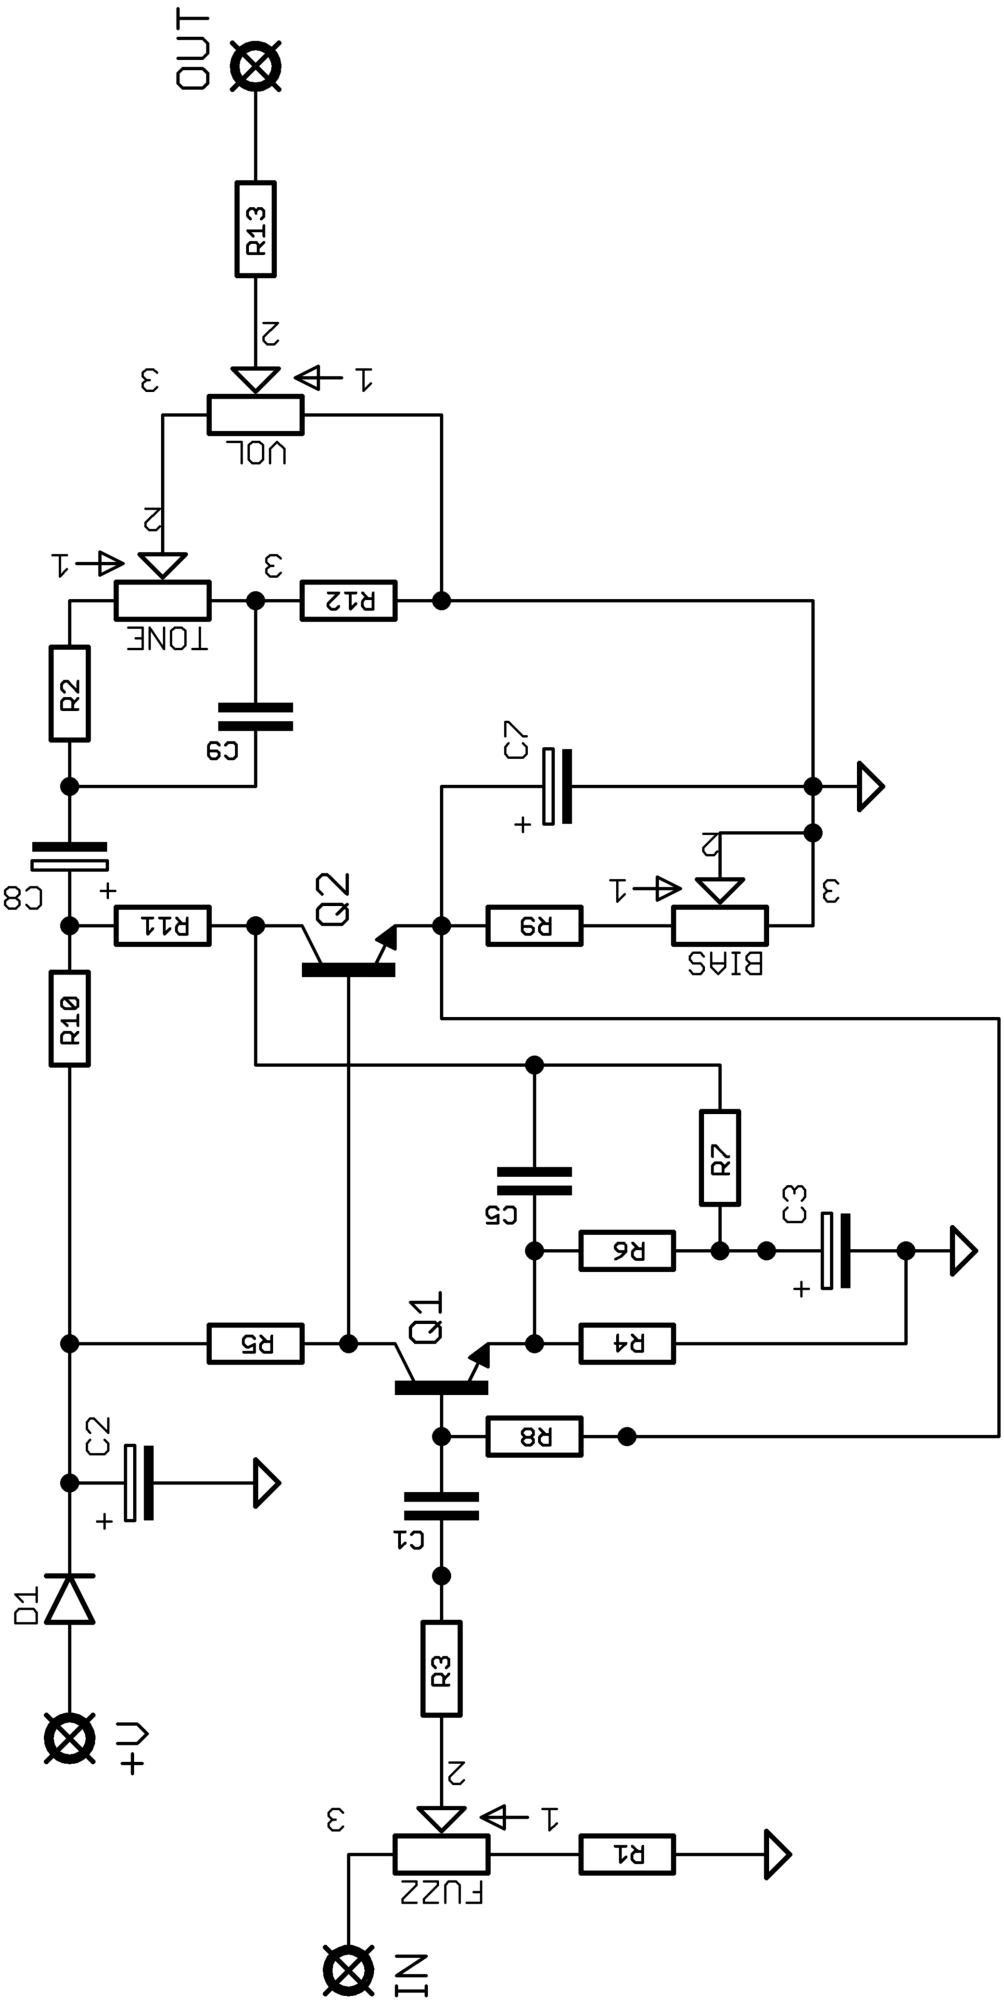 OUT
R13
2
3
1
VOL
2
1
3
TONE
R12
R2
C9
C7
+
2
1
C8
+
3
R11
Q2
R9
BIAS
R10
R7
C5
C3
R6
+
Q1
R5
R4
C2
R8
+
C1
D1
R3
+V
2
3
1
R1
FUZZ
IN